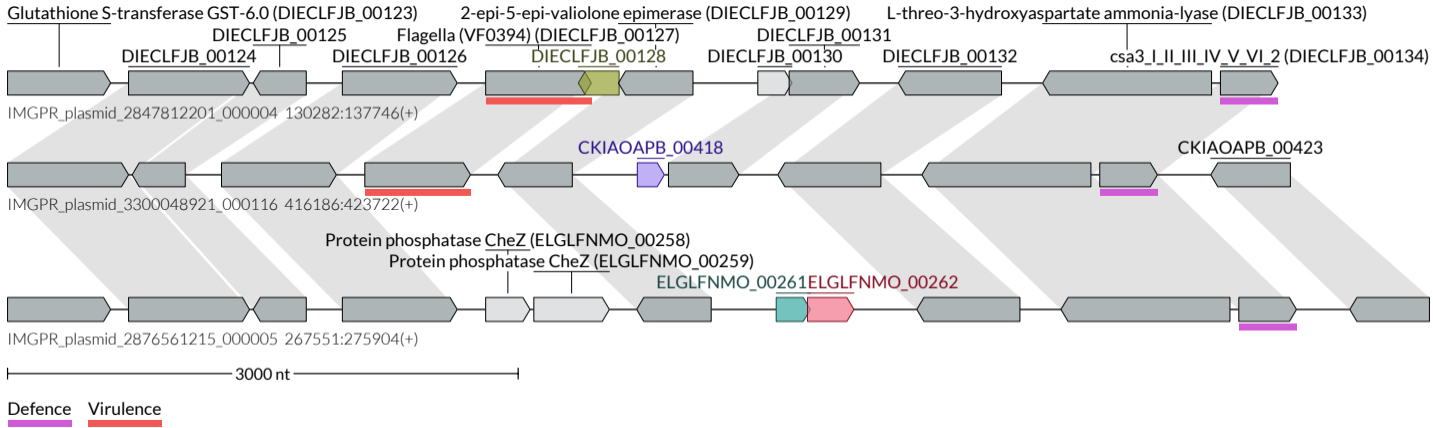 Glutathione S-transferase GST-6.0 (DIECLFJB_00123) 2-epi-5-epi-valiolone epimerase (DIECLFJB_00129) L-threo-3-hydroxyaspartate ammonia-lyase (DIECLFJB_00133)
DIECLFJB_00125 Flagella (VF0394) (DIECLFJB_00127) DIECLFJB_00131
DIECLFJB_00124 DIECLFJB_00126 DIECLFJB_00128 DIECLFJB_00130 DIECLFJB_00132 csa3_I_II_III_IV_V_VI_2 (DIECLFJB_00134)
IMGPR_plasmid_2847812201_000004 130282:137746(+)
CKIAOAPB_00418 CKIAOAPB_00423
IMGPR_plasmid_3300048921_000116 416186:423722(+)
Protein phosphatase CheZ (ELGLFNMO_00258)
Protein phosphatase CheZ (ELGLFNMO_00259)
ELGLFNMO_00261 ELGLFNMO_00262
IMGPR_plasmid_2876561215_000005 267551:275904(+)
3000 nt
Defence Virulence